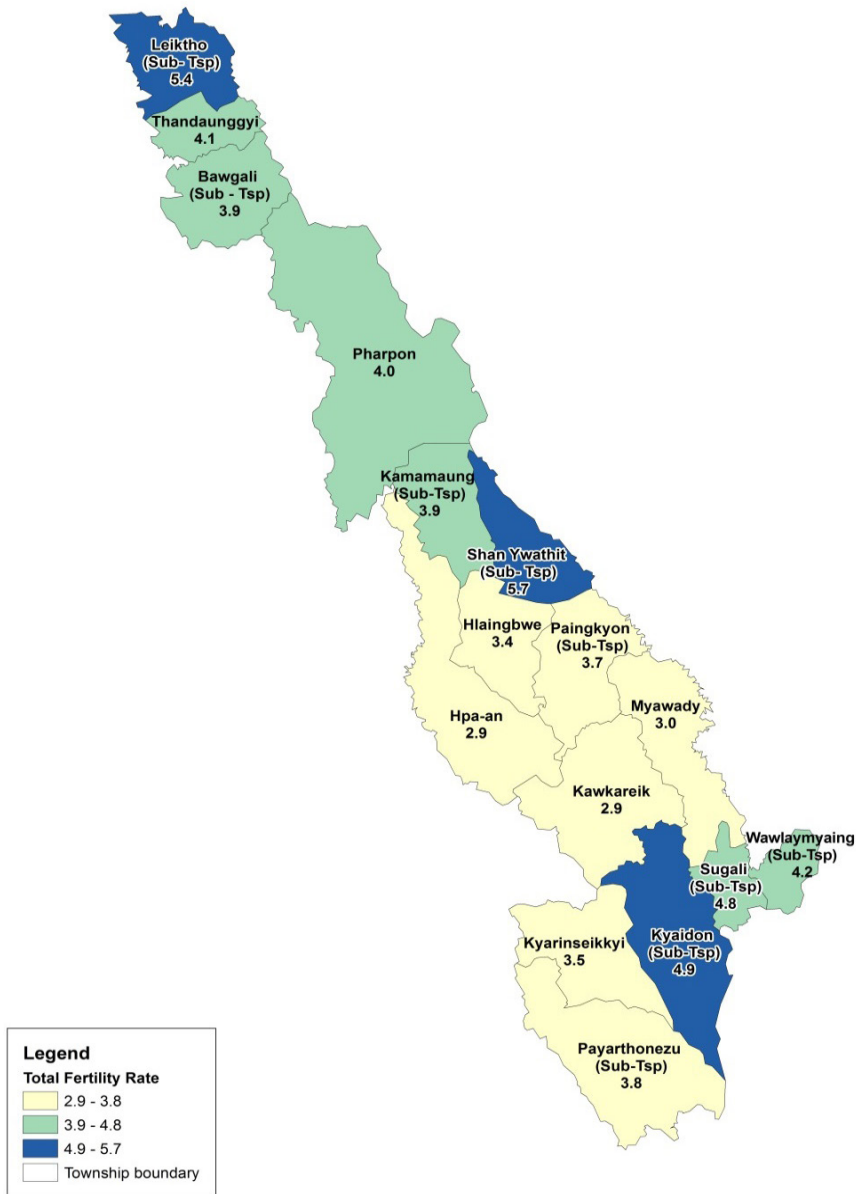 Leiktho
(Sub- Tsp)
5.4
Thandaunggyi
4.1
Bawgali
(Sub - Tsp)
3.9
Pharpon
4.0
Kamamaung
(Sub-Tsp)
3.9
Shan Ywathit
(Sub- Tsp)
5.7
Hlaingbwe
3.4
Paingkyon
(Sub-Tsp)
3.7
Myawady
3.0
Hpa-an
2.9
Kawkareik
2.9
Wawlaymyaing
(Sub-Tsp)
4.2
Sugali
(Sub-Tsp)
4.8
Kyaidon
(Sub-Tsp)
4.9
Kyarinseikkyi
3.5
Payarthonezu
(Sub-Tsp)
3.8
Legend
Total Fertility Rate
2.9 - 3.8
3.9 - 4.8
4.9 - 5.7
Township boundary